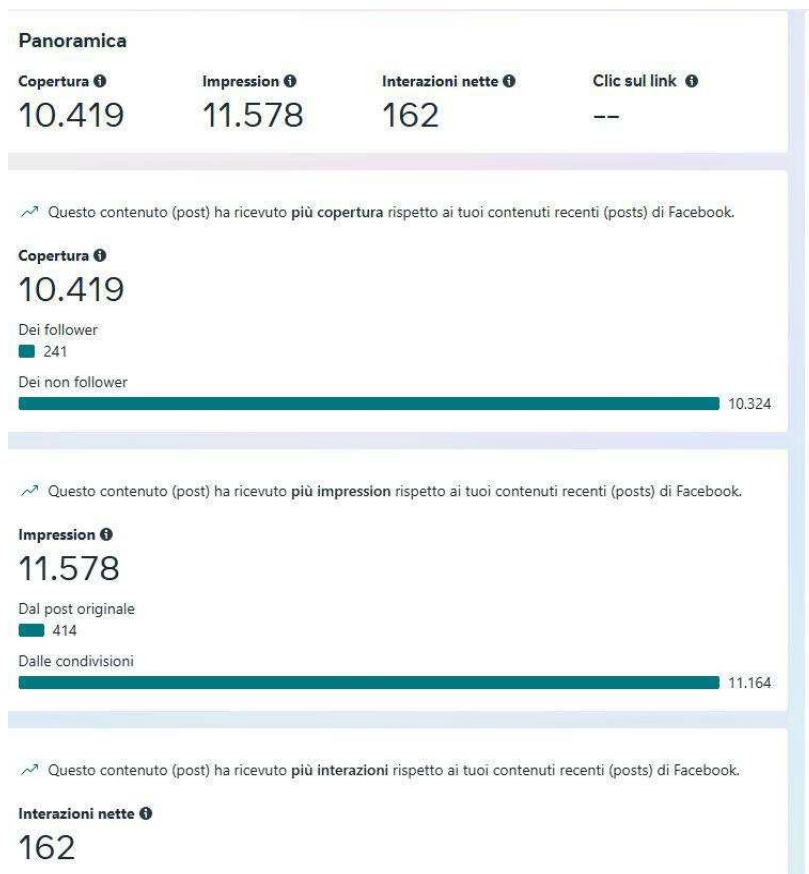 Panoramica
Copertura Impression Interazioni nette Clic sul link
10.419 11.578 162 --
Questo contenuto (post) ha ricevuto più copertura rispetto ai tuoi contenuti recenti (posts) di Facebook.
Copertura
10.419
Dei follower
241
Dei non follower
10.324
Questo contenuto (post) ha ricevuto più impression rispetto ai tuoi contenuti recenti (posts) di Facebook.
Impression
11.578
Dal post originale
414
Dalle condivisioni
11.164
Questo contenuto (post) ha ricevuto più interazioni rispetto ai tuoi contenuti recenti (posts) di Facebook.
Interazioni nette
162